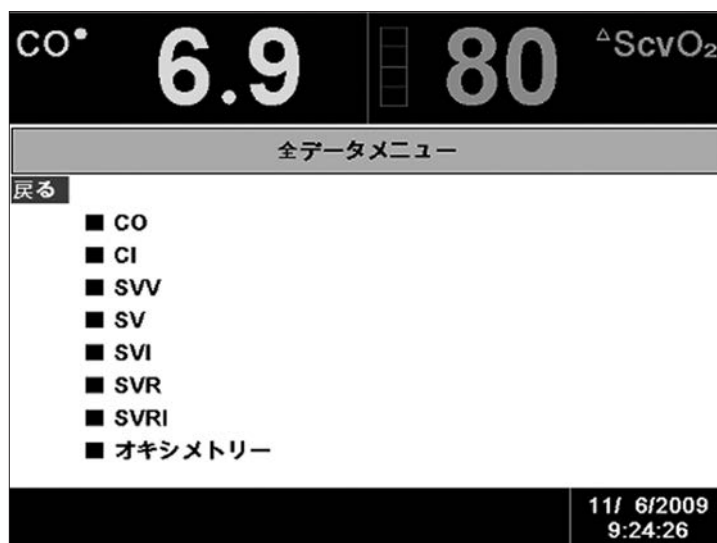 CO● 6.9 80 △ScvO₂
全データメニュー
戻る
■ CO
■ CI
■ SVV
■ SV
■ SVI
■ SVR
■ SVRI
■ オキシメトリー
11/ 6/2009
9:24:26